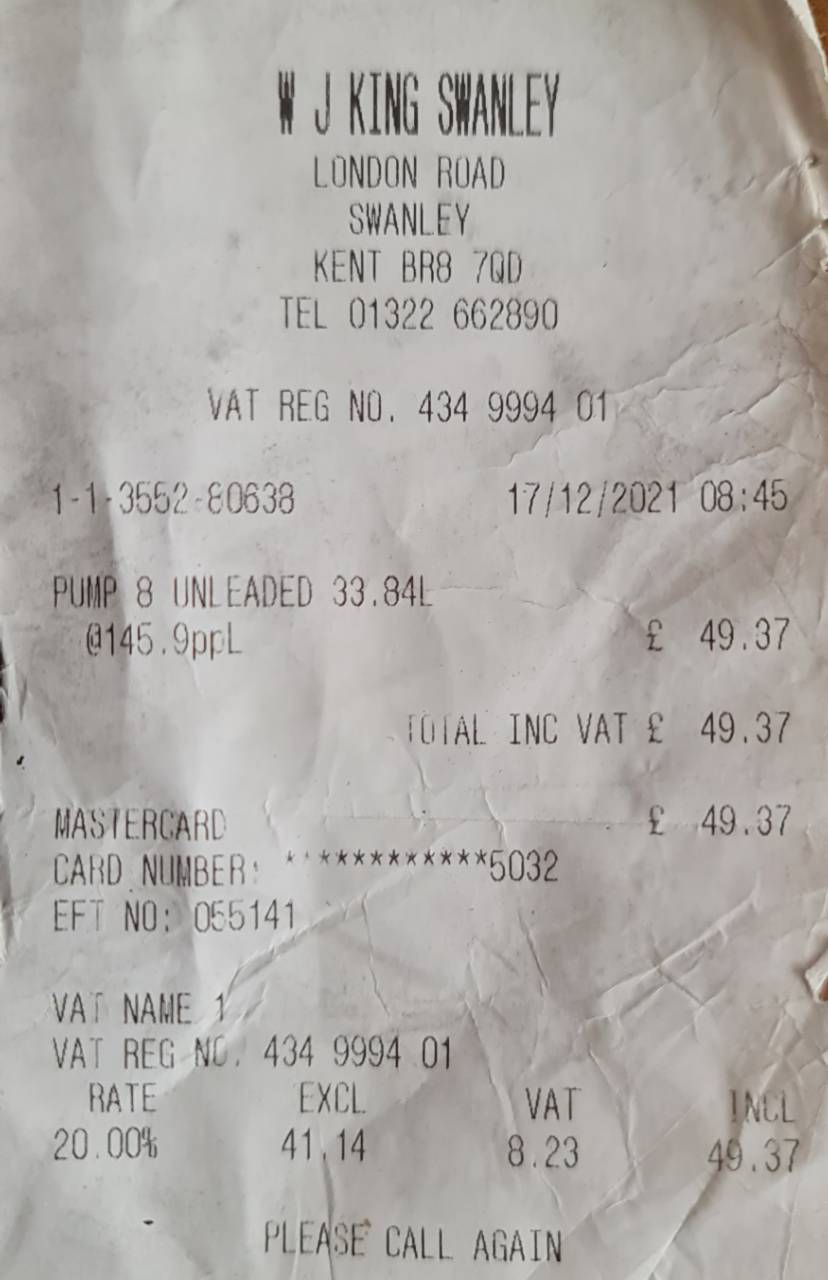 W J KING SWANLEY
LONDON ROAD
SWANLEY
KENT BR8 7QD
TEL 01322 662890
VAT REG NO. 434 9994 01
1-1-3552-80638 17/12/2021 08:45
PUMP 8 UNLEADED 33.84L
@145.9ppL £ 49.37
TOTAL INC VAT £ 49.37
MASTERCARD £ 49.37
CARD NUMBER: ************5032
EFT NO: 055141
VAT NAME 1
VAT REG NO. 434 9994 01
RATE EXCL VAT INCL
20.00% 41.14 8.23 49.37
PLEASE CALL AGAIN